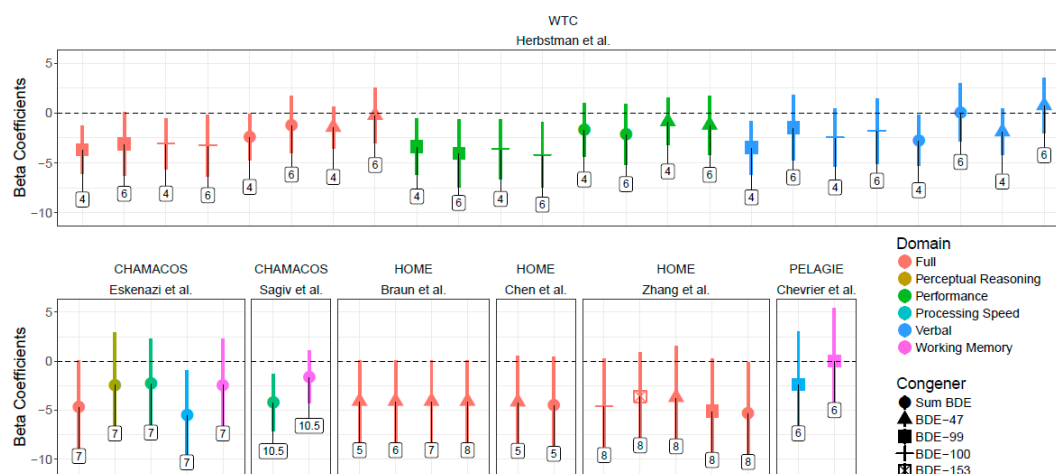 WTC
Herbstman et al.
Beta Coefficients
5
0
−5
−10
4 6 4 6 4 6 4 6 4 6 4 6 4 6 4 6 4 6 4 6 4 6 4 6
CHAMACOS CHAMACOS HOME HOME HOME PELAGIE
Eskenazi et al. Sagiv et al. Braun et al. Chen et al. Zhang et al. Chevrier et al.
Beta Coefficients
5
0
−5
−10
7 7 7 7 7 10.5 10.5 5 6 7 8 5 5 8 8 8 8 8 6 6
Domain
Full
Perceptual Reasoning
Performance
Processing Speed
Verbal
Working Memory
Congener
Sum BDE
BDE−47
BDE−99
BDE−100
BDE−153